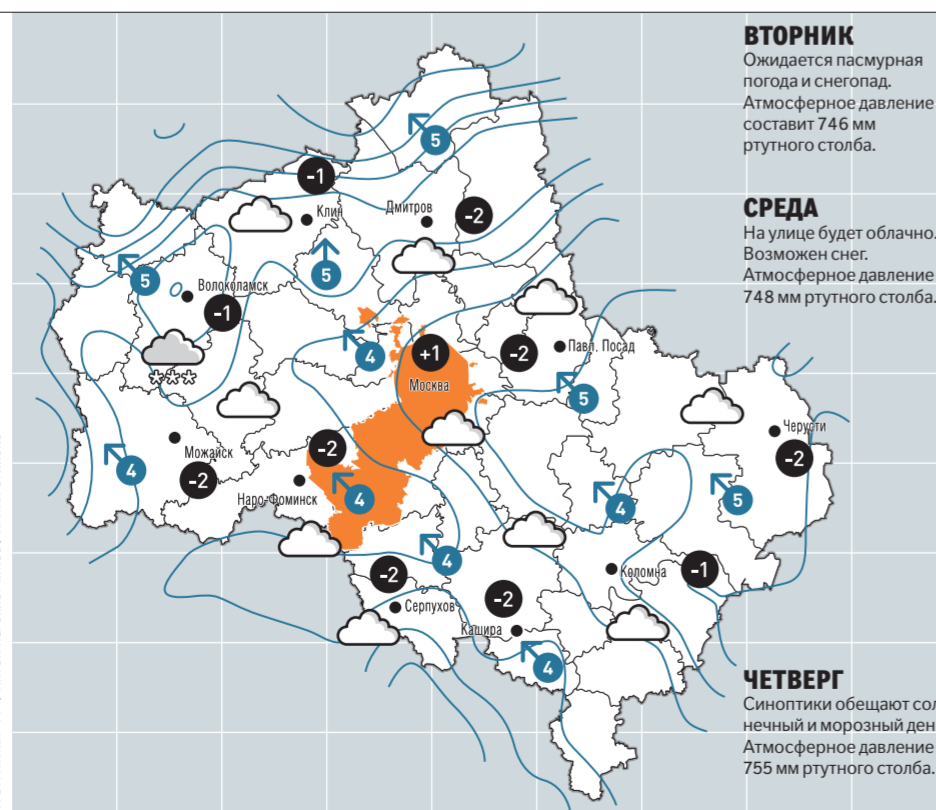 ВТОРНИК
Ожидается пасмурная
погода и снегопад.
Атмосферное давление
составит 746 мм
ртутного столба.
СРЕДА
На улице будет облачно.
Возможен снег.
Атмосферное давление
748 мм ртутного столба.
ЧЕТВЕРГ
Синоптики обещают сол
нечный и морозный ден
Атмосферное давление
755 мм ртутного столба.
5
-1
Клин
Дмитров
-2
5
5
Волоколамск
-1
4
+1
Москва
-2
Павл. Посад
5
***
Можайск
4
-2
-2
Наро-Фоминск
4
Черусти
-2
4
5
4
-2
Серпухов
-2
Кашира
4
Коломна
-1